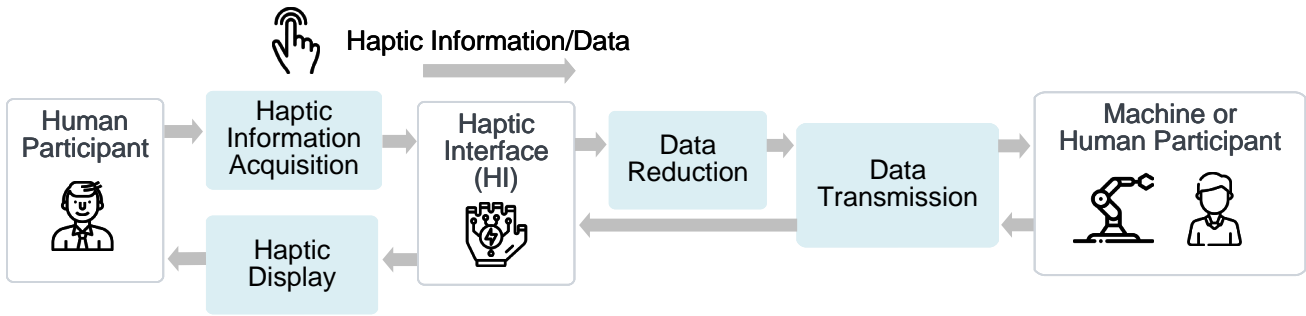 Haptic Information/Data
Human
Participant
Haptic
Information
Acquisition
Haptic
Interface
(HI)
Data
Reduction
Data
Transmission
Machine or
Human Participant
Haptic
Display